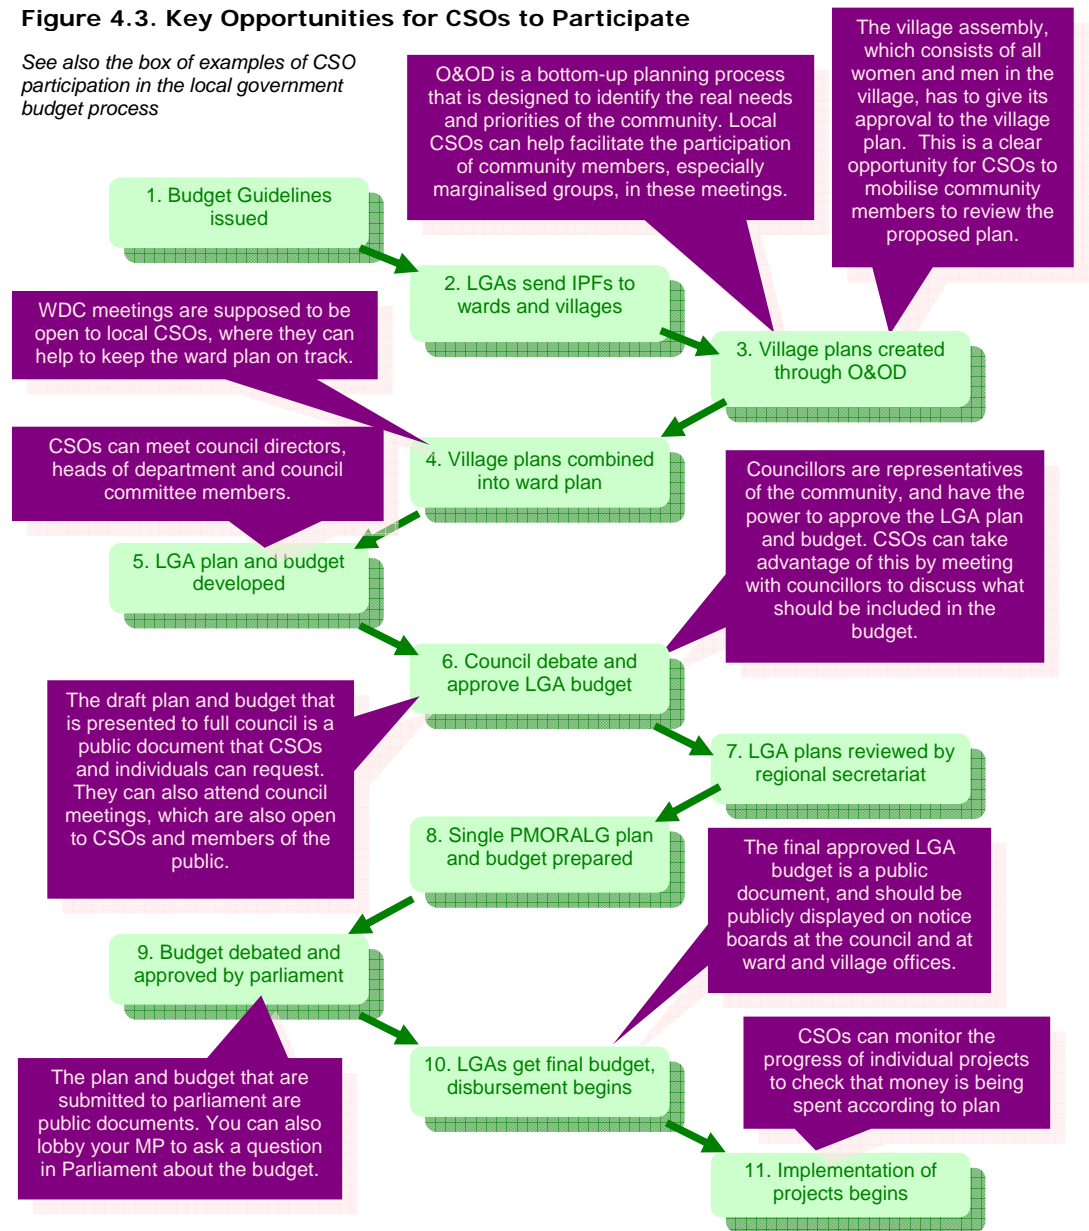 Figure 4.3. Key Opportunities for CSOs to Participate
See also the box of examples of CSO
participation in the local government
budget process
O&OD is a bottom-up planning process
that is designed to identify the real needs
and priorities of the community. Local
CSOs can help facilitate the participation
of community members, especially
marginalised groups, in these meetings.
The village assembly,
which consists of all
women and men in the
village, has to give its
approval to the village
plan. This is a clear
opportunity for CSOs to
mobilise community
members to review the
proposed plan.
1. Budget Guidelines
issued
2. LGAs send IPFs to
wards and villages
WDC meetings are supposed to be
open to local CSOs, where they can
help to keep the ward plan on track.
3. Village plans created
through O&OD
CSOs can meet council directors,
heads of department and council
committee members.
4. Village plans combined
into ward plan
Councillors are representatives
of the community, and have the
power to approve the LGA plan
and budget. CSOs can take
advantage of this by meeting
with councillors to discuss what
should be included in the
budget.
5. LGA plan and budget
developed
6. Council debate and
approve LGA budget
The draft plan and budget that
is presented to full council is a
public document that CSOs
and individuals can request.
They can also attend council
meetings, which are also open
to CSOs and members of the
public.
7. LGA plans reviewed by
regional secretariat
8. Single PMORALG plan
and budget prepared
The final approved LGA
budget is a public
document, and should be
publicly displayed on notice
boards at the council and at
ward and village offices.
9. Budget debated and
approved by parliament
10. LGAs get final budget,
disbursement begins
CSOs can monitor the
progress of individual projects
to check that money is being
spent according to plan
The plan and budget that are
submitted to parliament are
public documents. You can also
lobby your MP to ask a question
in Parliament about the budget.
11. Implementation of
projects begins